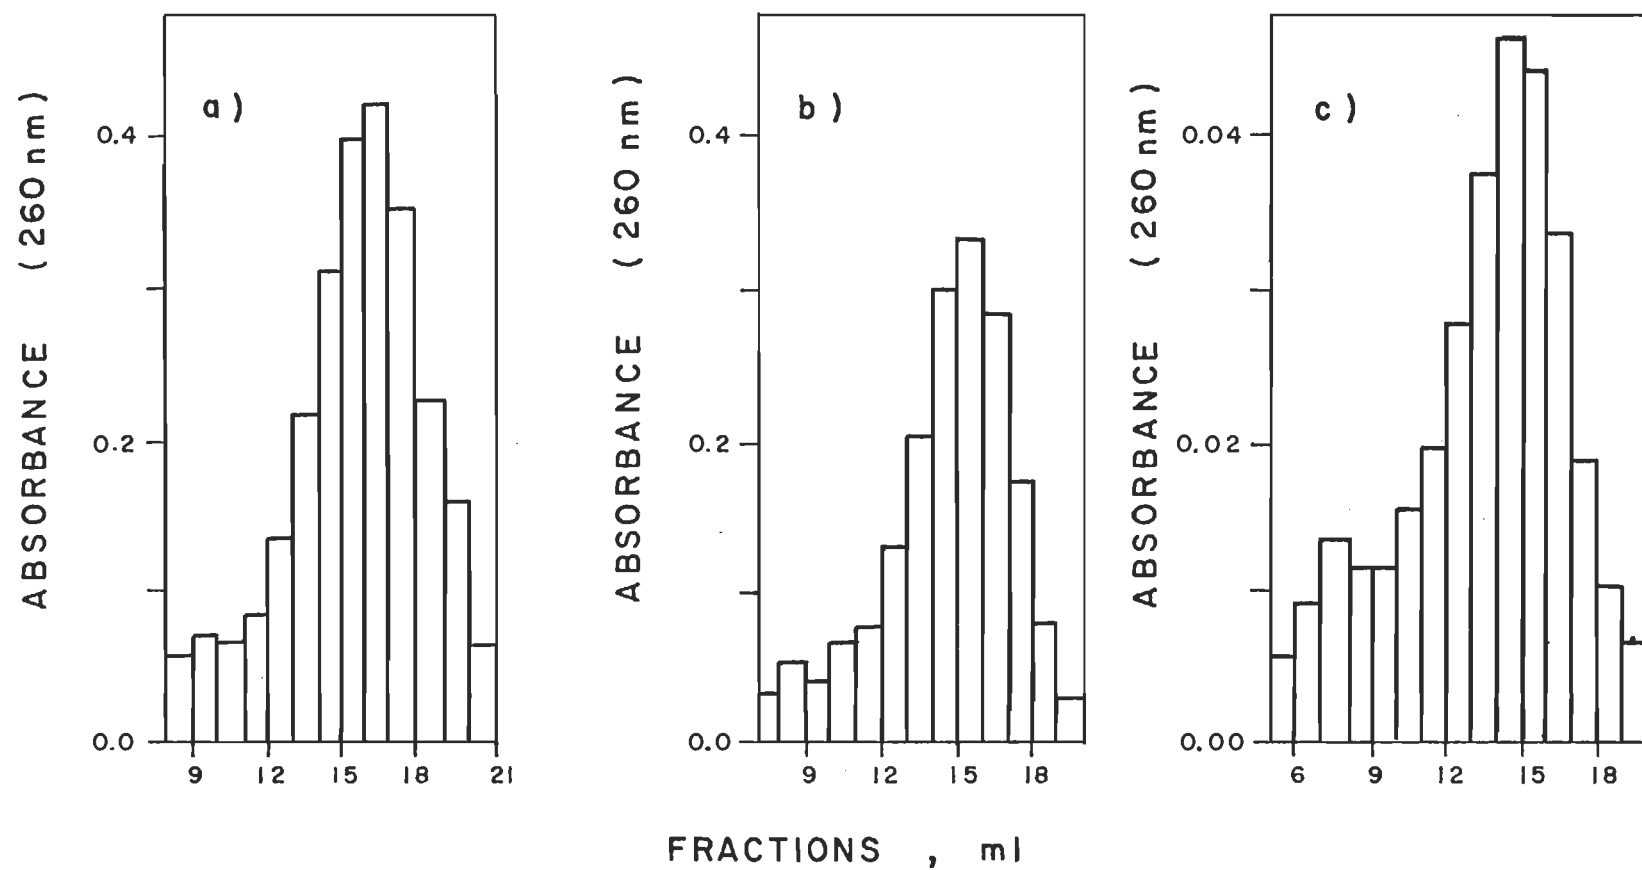 a)
ABSORBANCE (260 nm)
0.4
0.2
0.0
9 12 15 18 21
b)
ABSORBANCE (260 nm)
0.4
0.2
0.0
9 12 15 18
c)
ABSORBANCE (260 nm)
0.04
0.02
0.00
6 9 12 15 18
FRACTIONS , ml